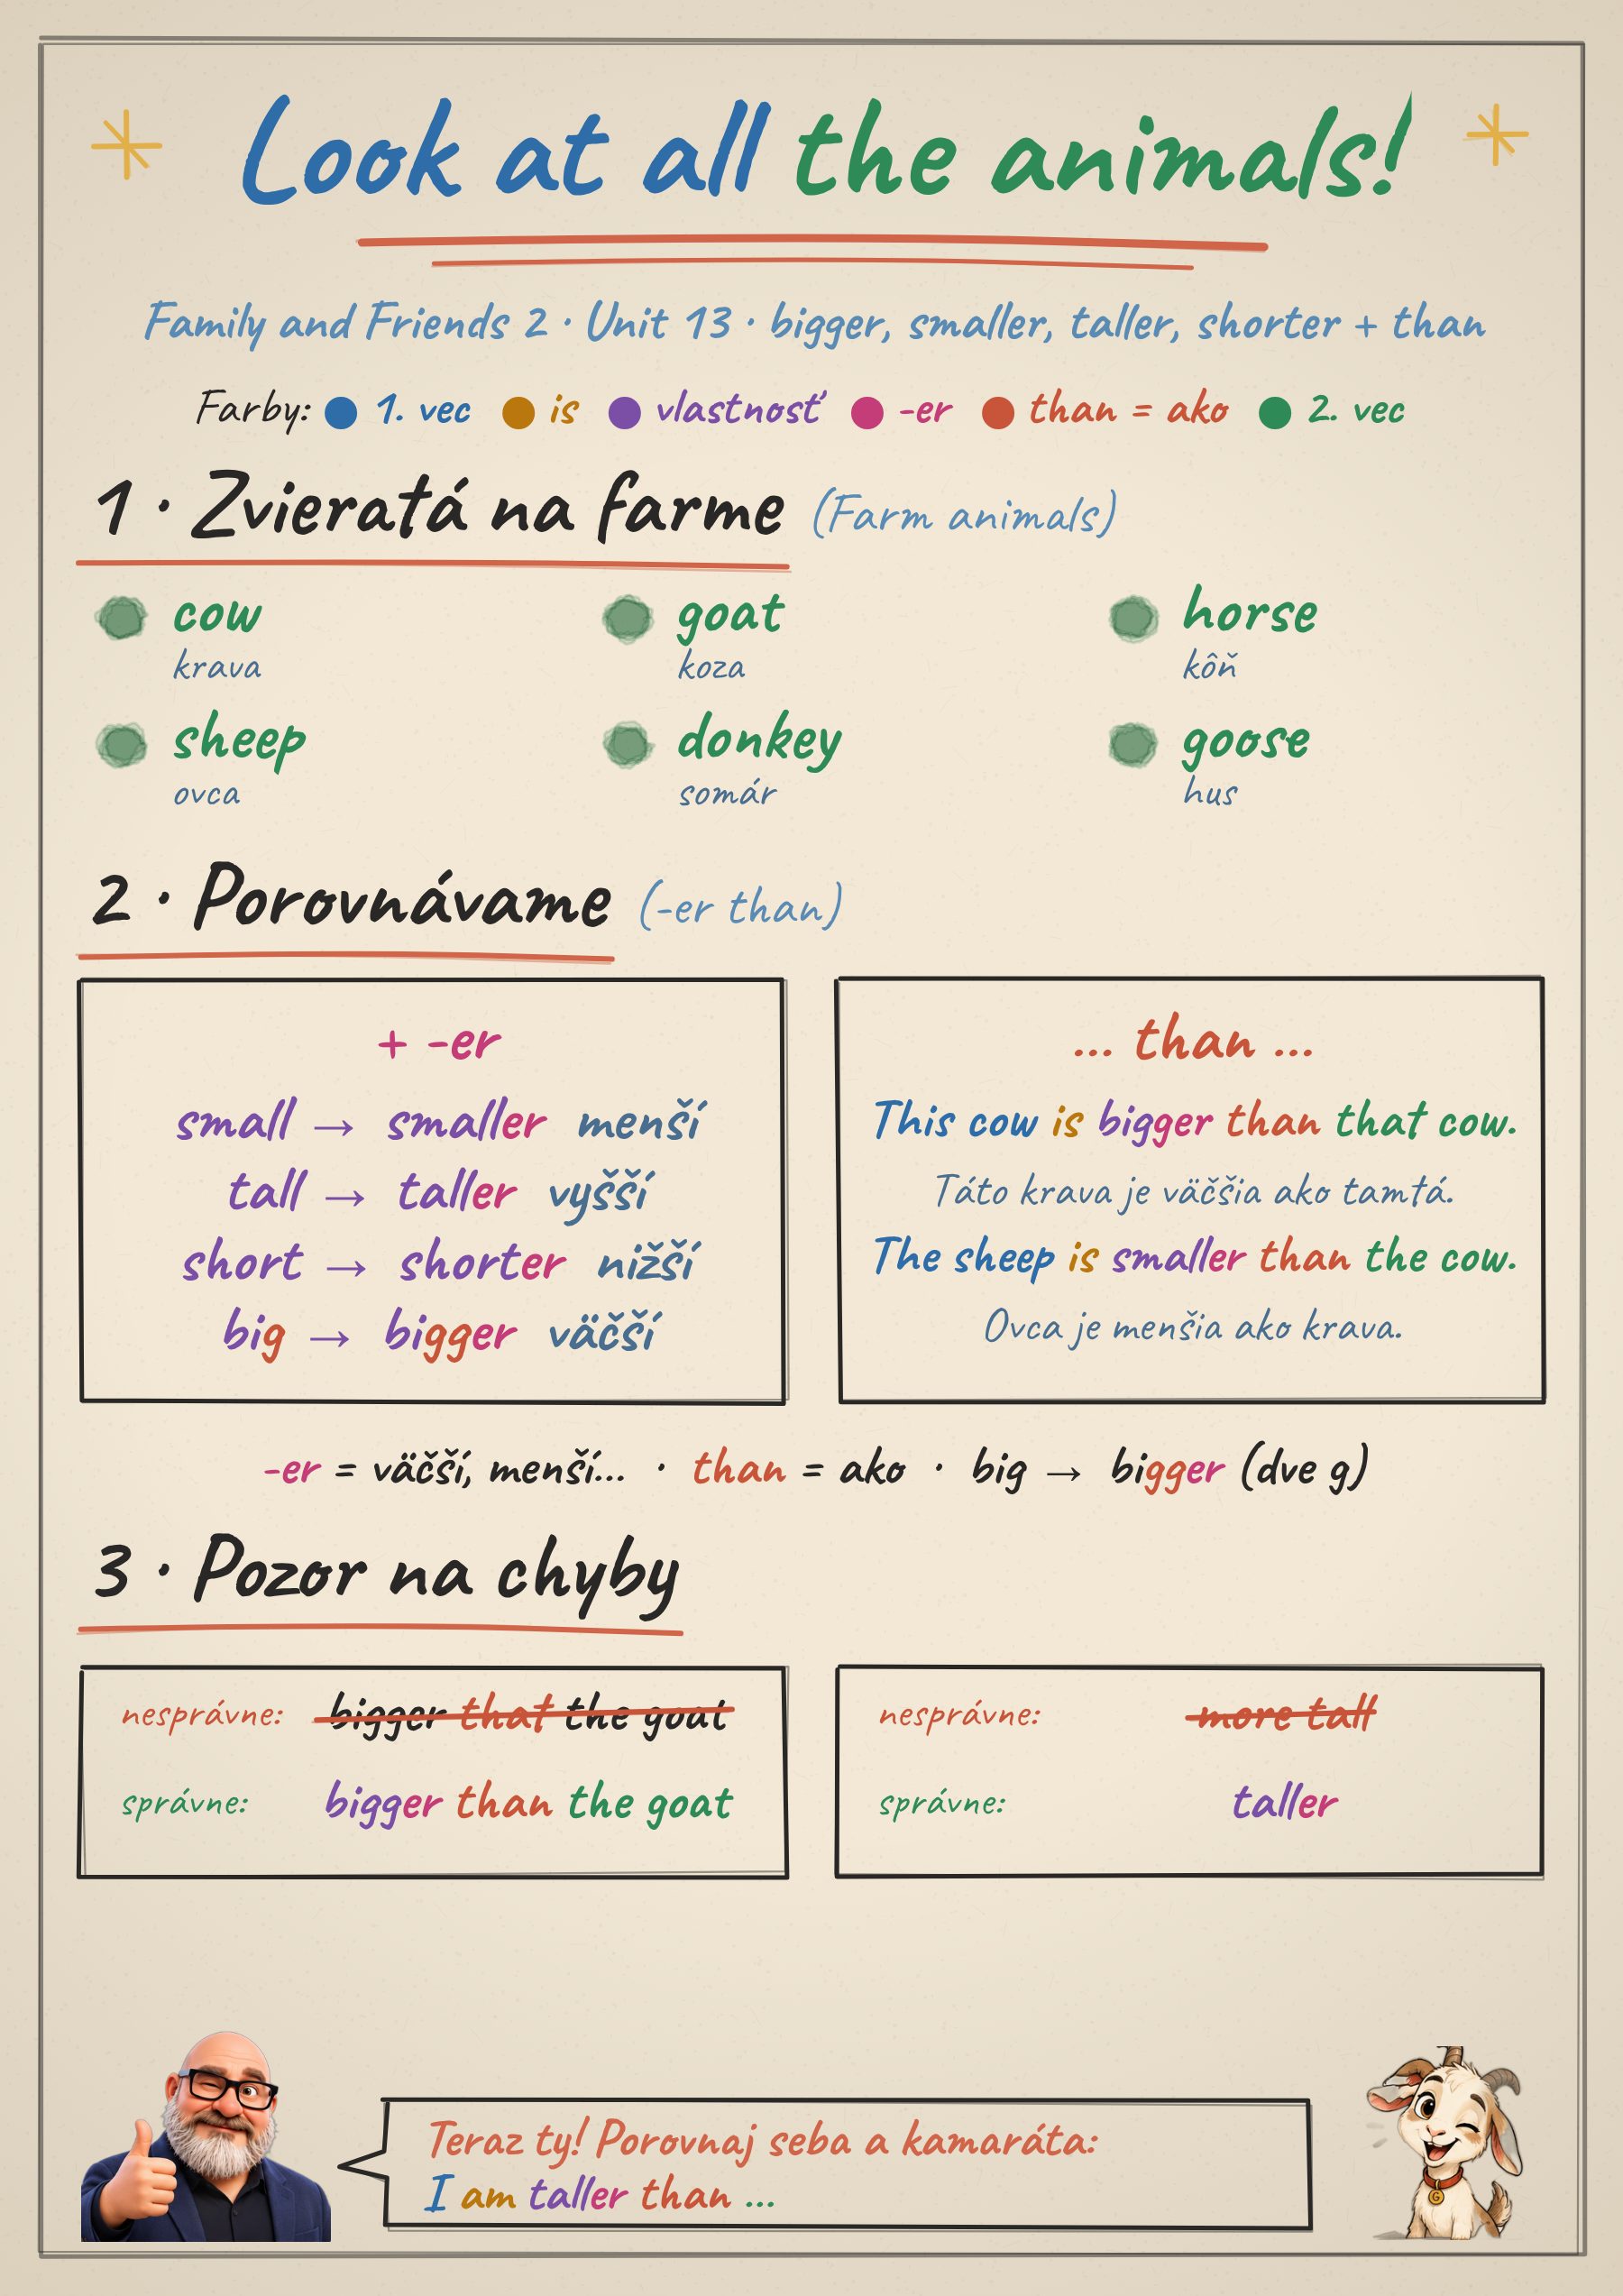 Look at all the animals!
Family and Friends 2 · Unit 13 · bigger, smaller, taller, shorter + than
Farby: 1. vec is vlastnosť -er than = ako 2. vec
1 · Zvieratá na farme (Farm animals)
cow goat horse
krava koza kôň
sheep donkey goose
ovca somár hus
2 · Porovnávame (-er than)
+ -er
small → smaller menší
tall → taller vyšší
short → shorter nižší
big → bigger väčší
... than ...
This cow is bigger than that cow.
Táto krava je väčšia ako tamtá.
The sheep is smaller than the cow.
Ovca je menšia ako krava.
-er = väčší, menší... · than = ako · big → bigger (dve g)
3 · Pozor na chyby
nesprávne: bigger that the goat
správne: bigger than the goat
nesprávne: more tall
správne: taller
Teraz ty! Porovnaj seba a kamaráta:
I am taller than ...
G